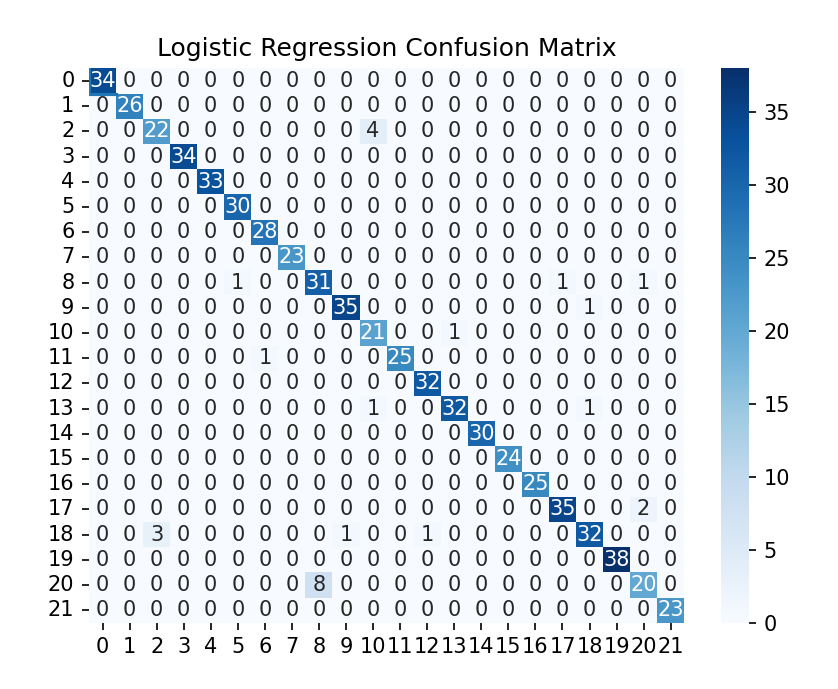 Logistic Regression Confusion Matrix
0 34 0 0 0 0 0 0 0 0 0 0 0 0 0 0 0 0 0 0 0 0 0
1 0 26 0 0 0 0 0 0 0 0 0 0 0 0 0 0 0 0 0 0 0 0
2 0 0 22 0 0 0 0 0 0 0 4 0 0 0 0 0 0 0 0 0 0 0
3 0 0 0 34 0 0 0 0 0 0 0 0 0 0 0 0 0 0 0 0 0 0
4 0 0 0 0 33 0 0 0 0 0 0 0 0 0 0 0 0 0 0 0 0 0
5 0 0 0 0 0 30 0 0 0 0 0 0 0 0 0 0 0 0 0 0 0 0
6 0 0 0 0 0 0 28 0 0 0 0 0 0 0 0 0 0 0 0 0 0 0
7 0 0 0 0 0 0 0 23 0 0 0 0 0 0 0 0 0 0 0 0 0 0
8 0 0 0 0 0 1 0 0 31 0 0 0 0 0 0 0 0 1 0 0 1 0
9 0 0 0 0 0 0 0 0 0 35 0 0 0 0 0 0 0 0 1 0 0 0
10 0 0 0 0 0 0 0 0 0 0 21 0 0 1 0 0 0 0 0 0 0 0
11 0 0 0 0 0 0 1 0 0 0 0 25 0 0 0 0 0 0 0 0 0 0
12 0 0 0 0 0 0 0 0 0 0 0 0 32 0 0 0 0 0 0 0 0 0
13 0 0 0 0 0 0 0 0 0 0 1 0 0 32 0 0 0 0 1 0 0 0
14 0 0 0 0 0 0 0 0 0 0 0 0 0 0 30 0 0 0 0 0 0 0
15 0 0 0 0 0 0 0 0 0 0 0 0 0 0 0 24 0 0 0 0 0 0
16 0 0 0 0 0 0 0 0 0 0 0 0 0 0 0 0 25 0 0 0 0 0
17 0 0 0 0 0 0 0 0 0 0 0 0 0 0 0 0 0 35 0 0 2 0
18 0 0 3 0 0 0 0 0 0 1 0 0 1 0 0 0 0 0 32 0 0 0
19 0 0 0 0 0 0 0 0 0 0 0 0 0 0 0 0 0 0 0 38 0 0
20 0 0 0 0 0 0 0 0 8 0 0 0 0 0 0 0 0 0 0 0 20 0
21 0 0 0 0 0 0 0 0 0 0 0 0 0 0 0 0 0 0 0 0 0 23
0 1 2 3 4 5 6 7 8 9 10 11 12 13 14 15 16 17 18 19 20 21
35
30
25
20
15
10
5
0